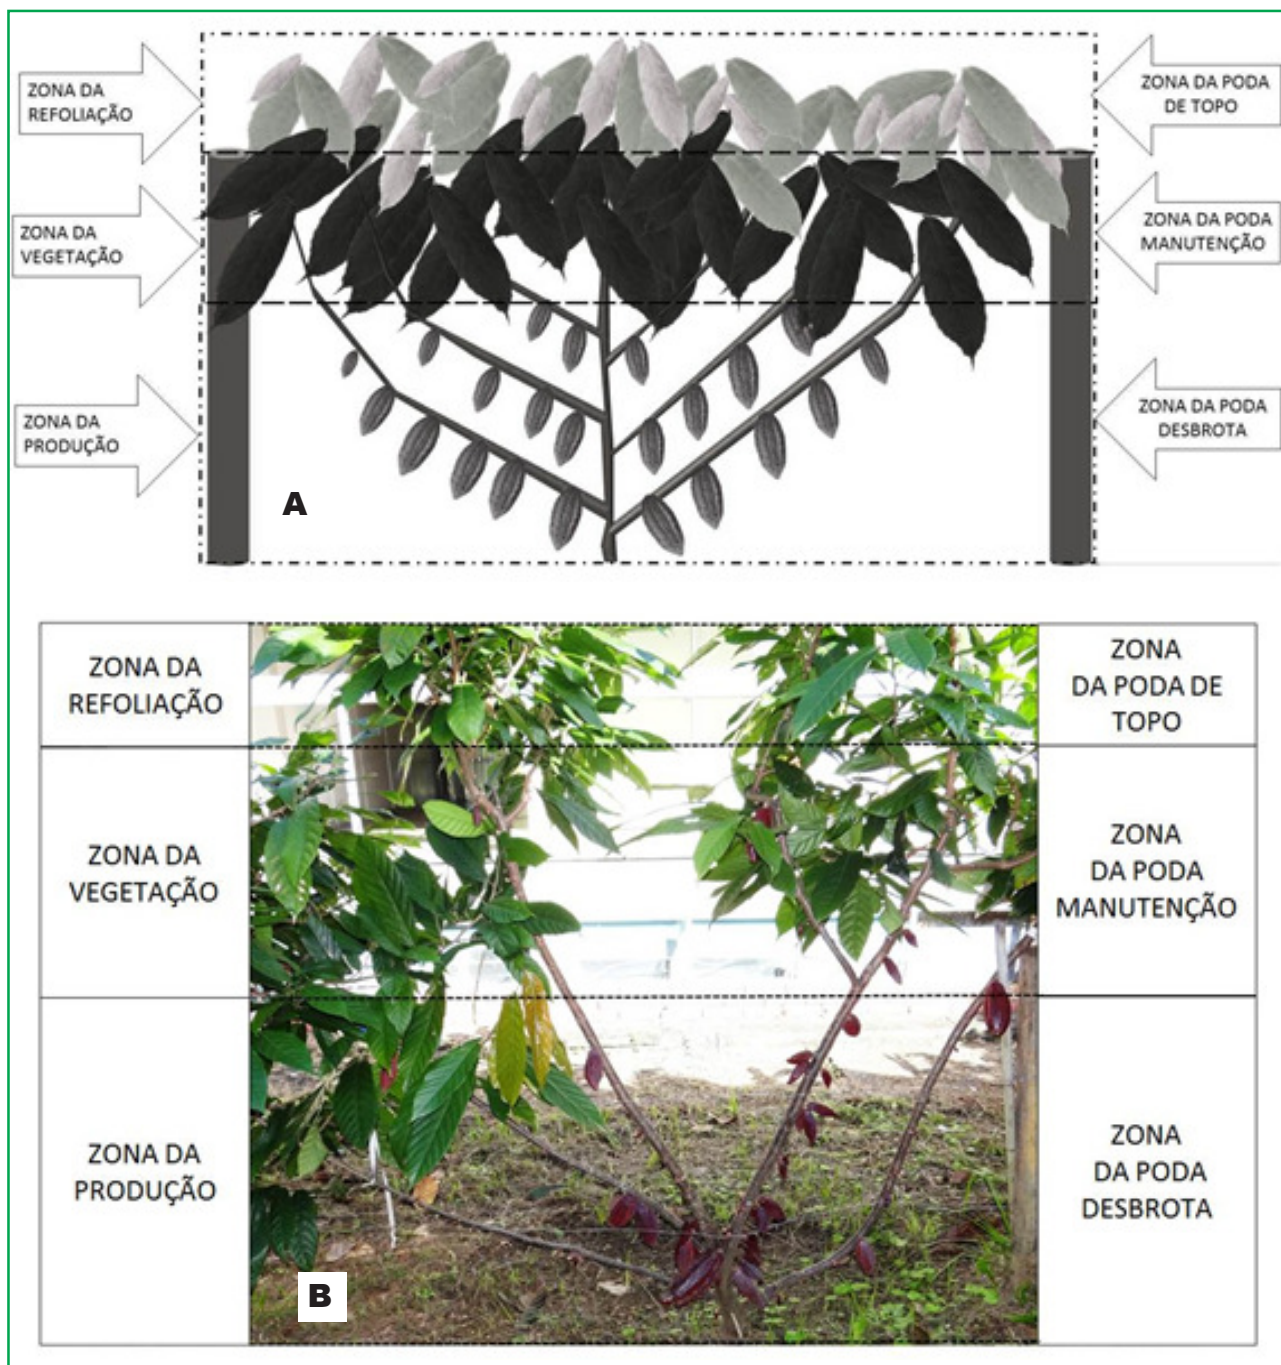 ZONA DA
REFOLIAÇÃO
ZONA DA PODA
DE TOPO
ZONA DA
VEGETAÇÃO
ZONA DA PODA
MANUTENÇÃO
ZONA DA
PRODUÇÃO
ZONA DA PODA
DESBROTA
A
ZONA DA
REFOLIAÇÃO
ZONA
DA PODA DE
TOPO
ZONA DA
VEGETAÇÃO
ZONA
DA PODA
MANUTENÇÃO
ZONA DA
PRODUÇÃO
ZONA
DA PODA
DESBROTA
B